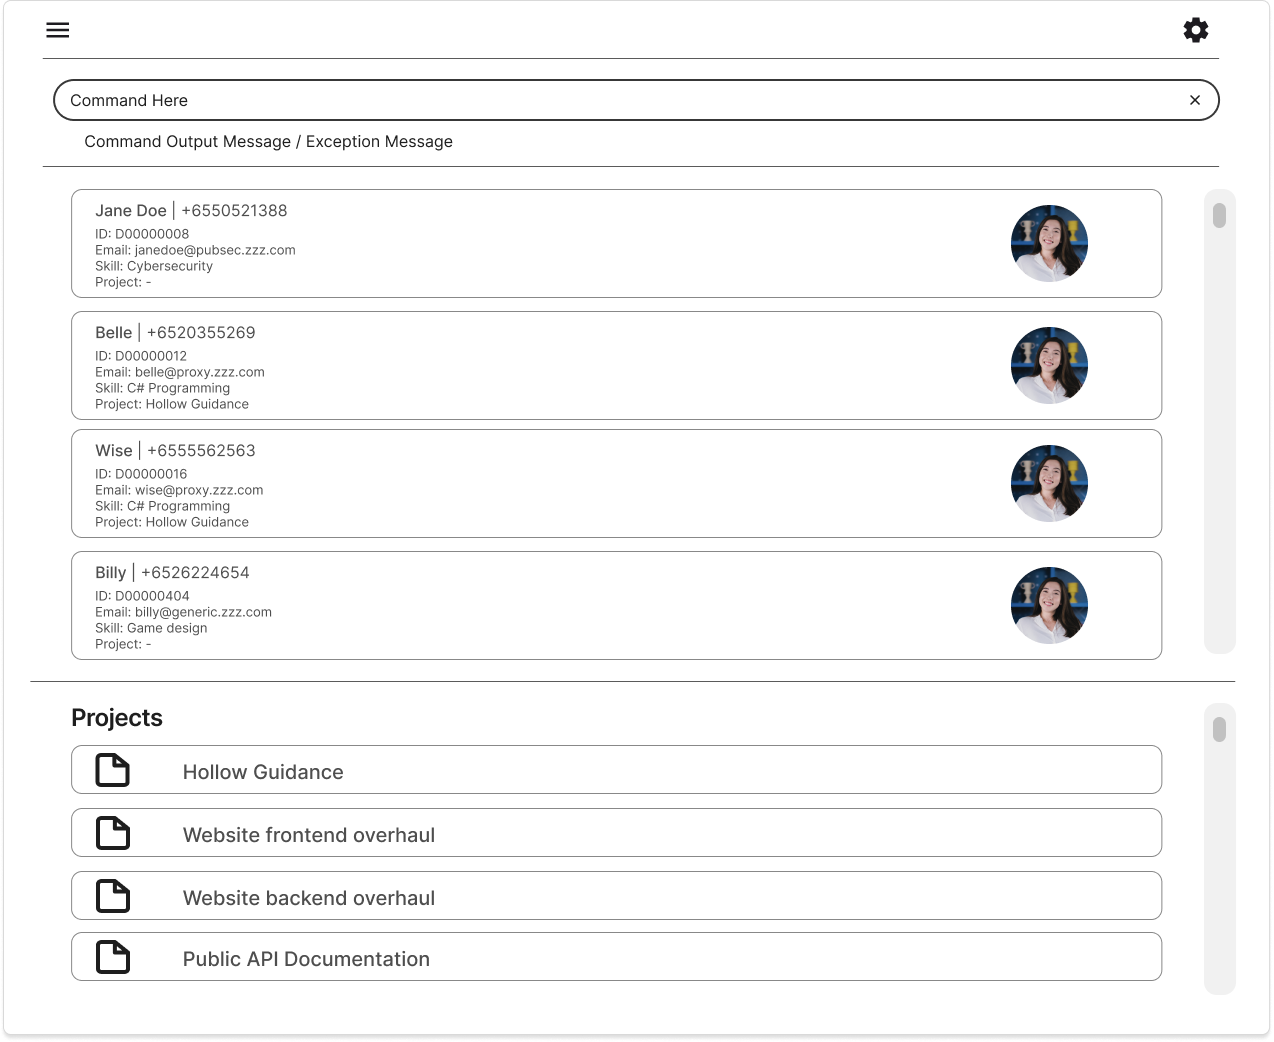 Command Here
Command Output Message / Exception Message
Jane Doe | +6550521388
ID: D00000008
Email: janedoe@pubsec.zzz.com
Skill: Cybersecurity
Project: -
Belle | +6520355269
ID: D00000012
Email: belle@proxy.zzz.com
Skill: C# Programming
Project: Hollow Guidance
Wise | +6555562563
ID: D00000016
Email: wise@proxy.zzz.com
Skill: C# Programming
Project: Hollow Guidance
Billy | +6526224654
ID: D00000404
Email: billy@generic.zzz.com
Skill: Game design
Project: -
Projects
Hollow Guidance
Website frontend overhaul
Website backend overhaul
Public API Documentation